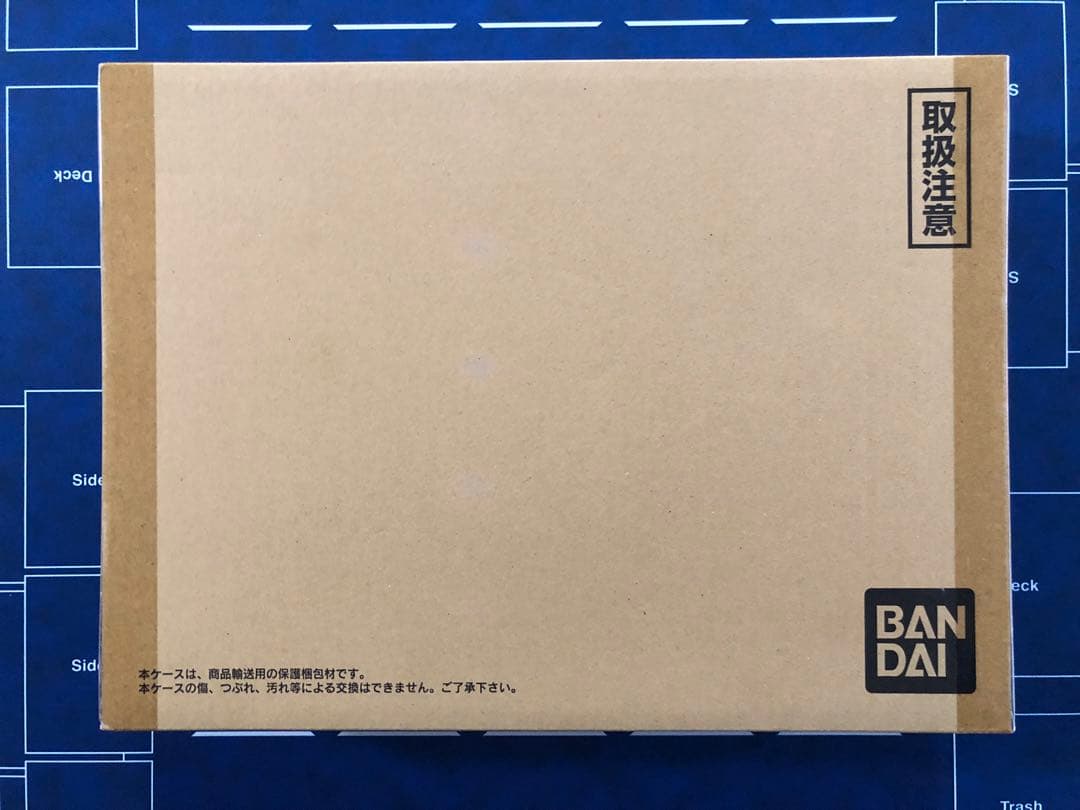 Deck
S
取扱注意
S
Side
eck
BAN
DAI
Side
本ケースは、商品輸送用の保護梱包材です。
本ケースの傷、つぶれ、汚れ等による交換はできません。ご了承下さい。
Trash